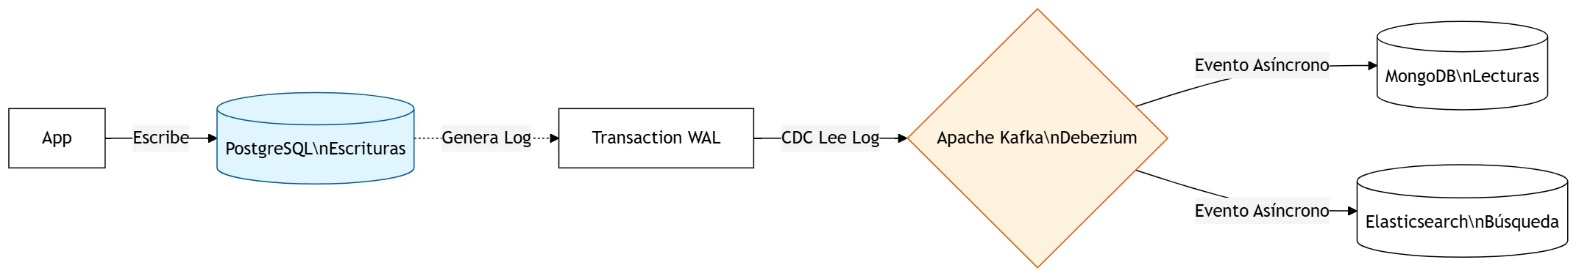 App
Escribe
PostgreSQL\nEscrituras
Genera Log
Transaction WAL
CDC Lee Log
Apache Kafka\nDebezium
Evento Asíncrono
MongoDB\nLecturas
Evento Asíncrono
Elasticsearch\nBúsqueda